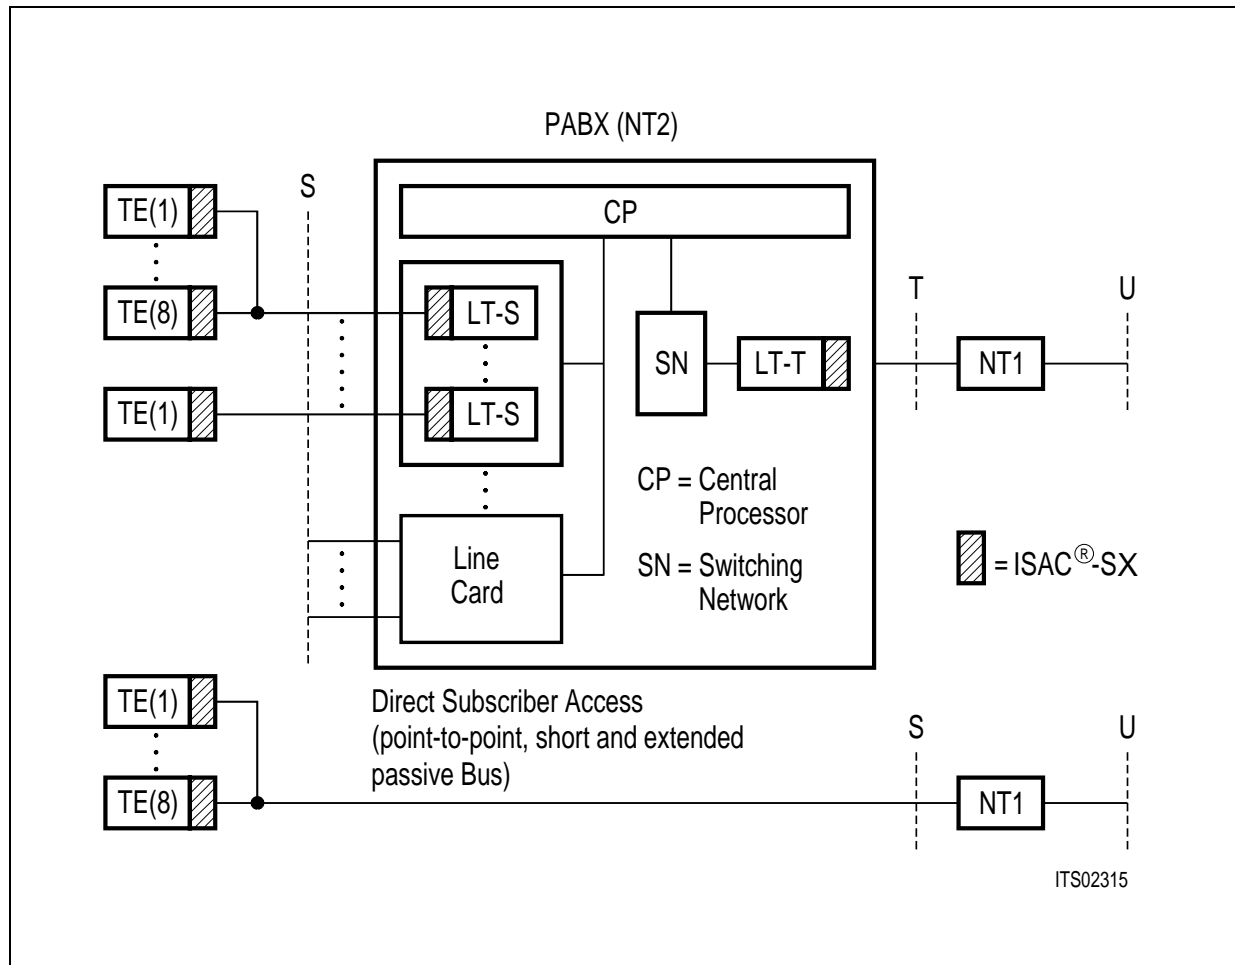 PABX (NT2)
S
TE(1)
CP
TE(8)
LT-S
T
U
SN
LT-T
NT1
TE(1)
LT-S
CP = Central
Processor
Line
Card
SN = Switching
Network
= ISAC®-SX
TE(1)
Direct Subscriber Access
(point-to-point, short and extended
passive Bus)
S
U
TE(8)
NT1
ITS02315